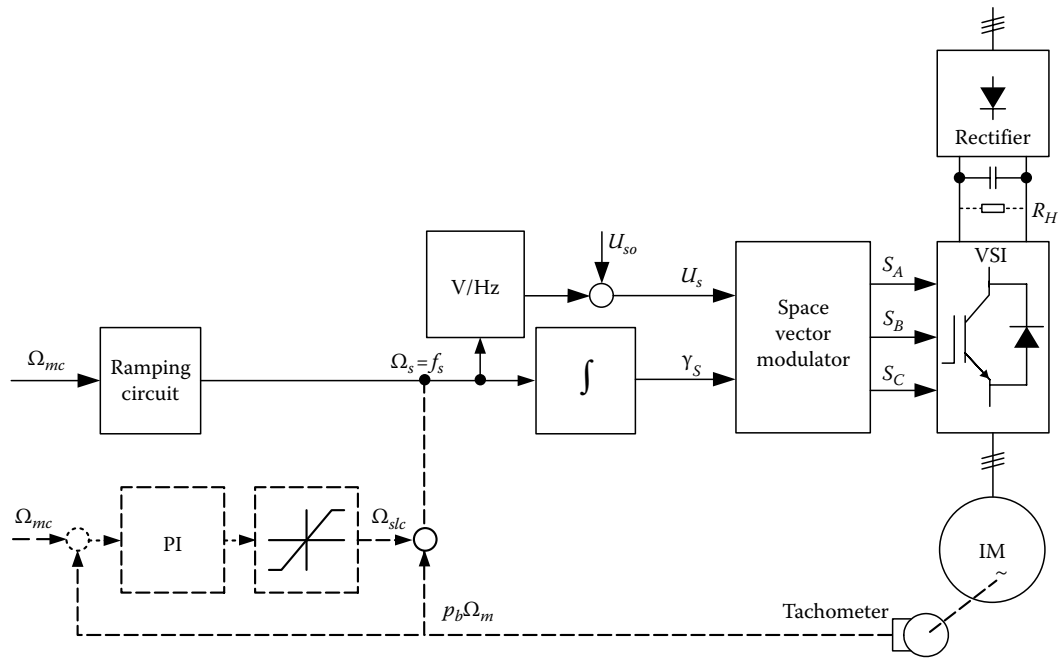 Rectifier
R_H
VSI
U_so
V/Hz
U_s
S_A
Space
vector
modulator
S_B
Ω_mc
Ramping
circuit
Ω_s=f_s
∫
γ_S
S_C
Ω_mc
PI
Ω_slc
IM
~
p_bΩ_m
Tachometer